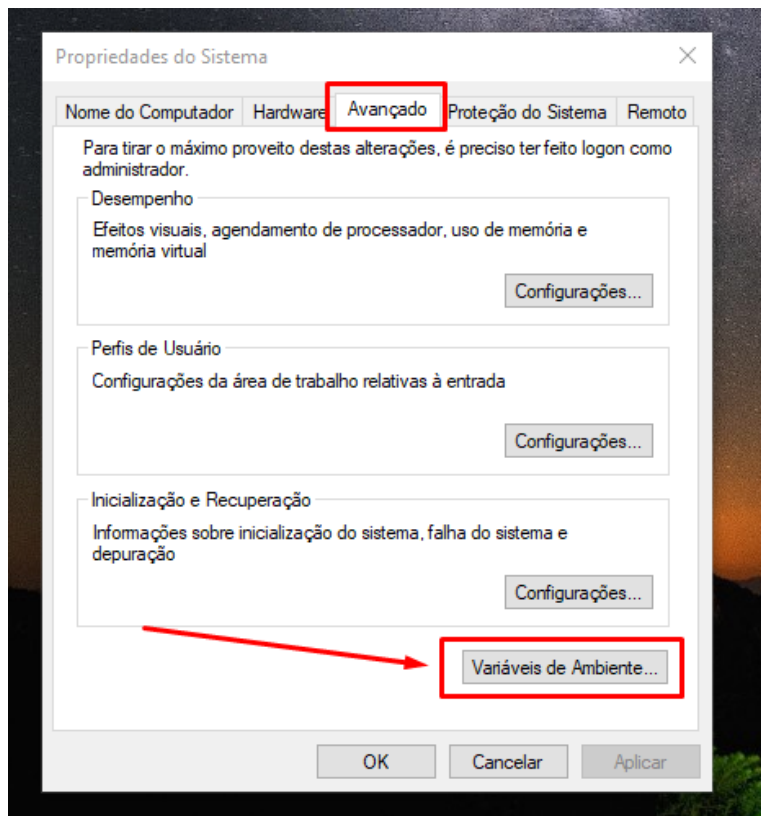 Propriedades do Sistema
Nome do Computador Hardware Avançado Proteção do Sistema Remoto
Para tirar o máximo proveito destas alterações, é preciso ter feito logon como
administrador.
Desempenho
Efeitos visuais, agendamento de processador, uso de memória e
memória virtual
Configurações...
Perfis de Usuário
Configurações da área de trabalho relativas à entrada
Configurações...
Inicialização e Recuperação
Informações sobre inicialização do sistema, falha do sistema e
depuração
Configurações...
Variáveis de Ambiente...
OK Cancelar Aplicar